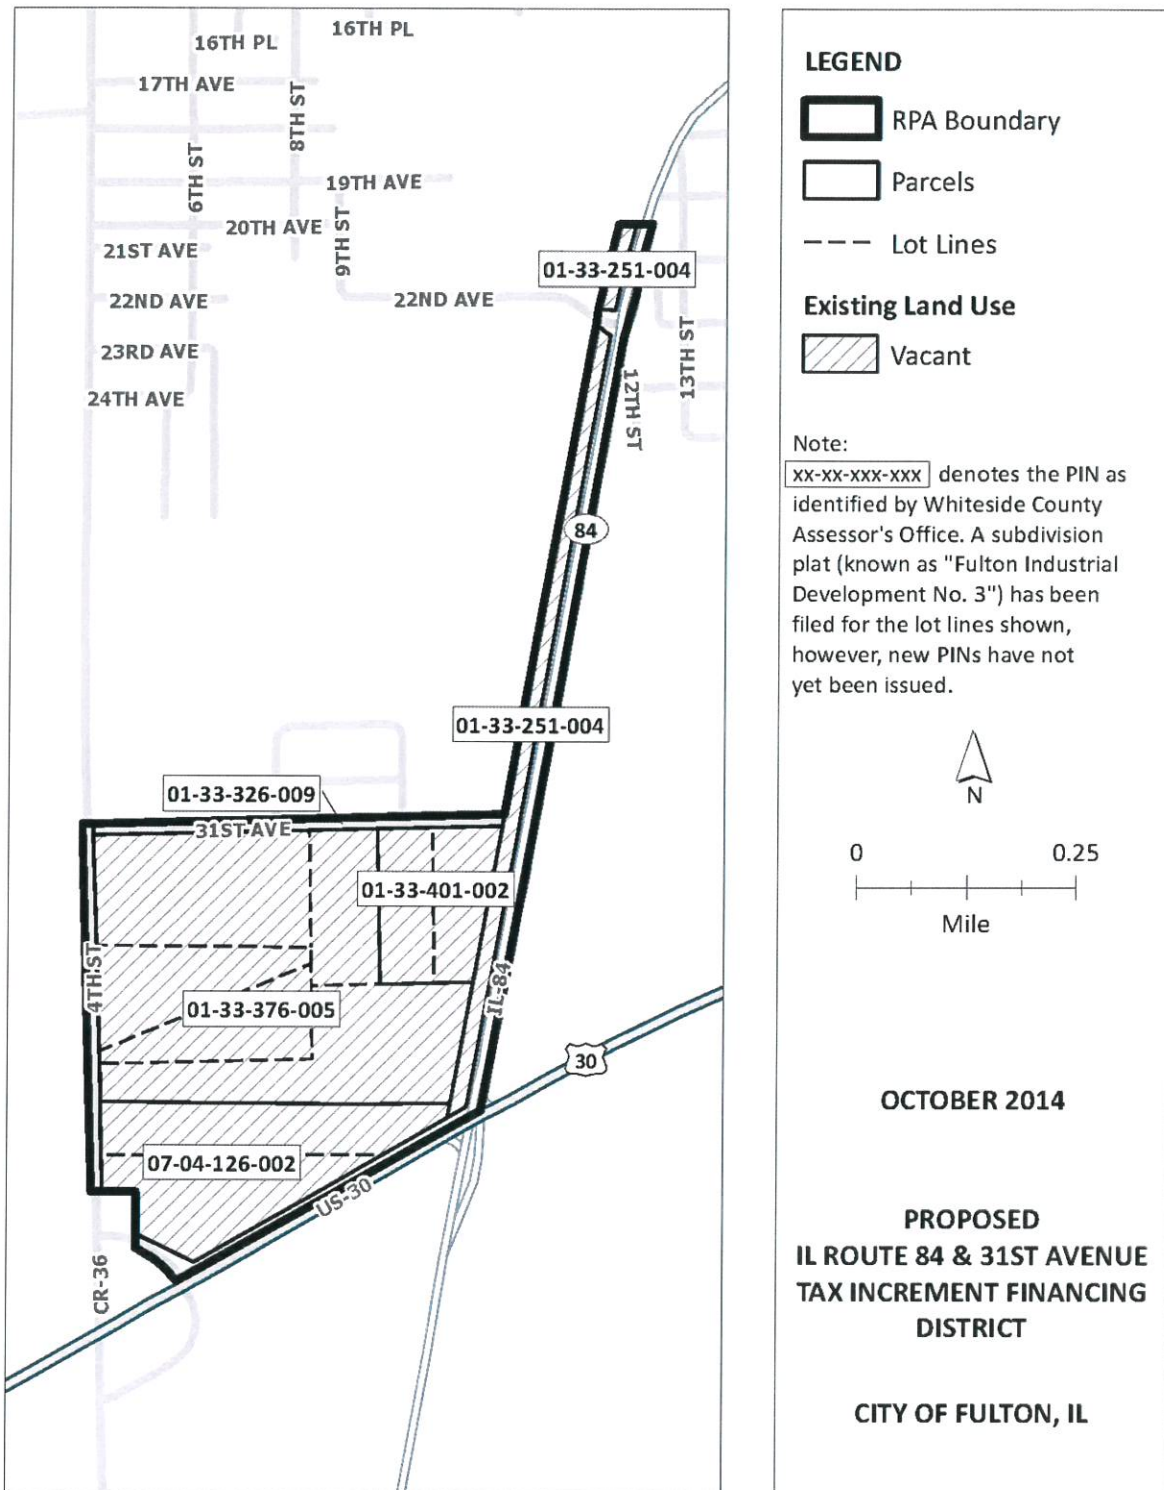 16TH PL
16TH PL
17TH AVE
8TH ST
6TH ST
19TH AVE
20TH AVE
9TH ST
21ST AVE
22ND AVE
22ND AVE
23RD AVE
24TH AVE
01-33-251-004
12TH ST
13TH ST
84
01-33-251-004
01-33-326-009
31ST AVE
01-33-401-002
4TH ST
IL-84
01-33-376-005
30
07-04-126-002
US-30
CR-36
LEGEND
RPA Boundary
Parcels
Lot Lines
Existing Land Use
Vacant
Note:
xx-xx-xxx-xxx denotes the PIN as
identified by Whiteside County
Assessor's Office. A subdivision
plat (known as "Fulton Industrial
Development No. 3") has been
filed for the lot lines shown,
however, new PINs have not
yet been issued.
N
0 0.25
Mile
OCTOBER 2014
PROPOSED
IL ROUTE 84 & 31ST AVENUE
TAX INCREMENT FINANCING
DISTRICT
CITY OF FULTON, IL